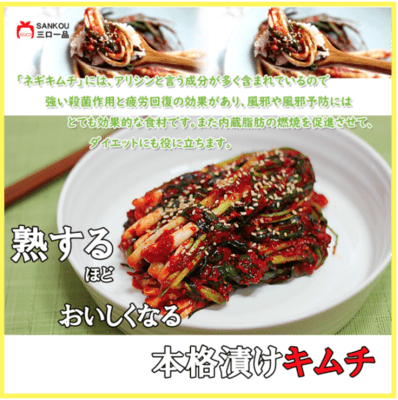 SANKOU
三口一品
「ネギキムチ」には、アリシンと言う成分が多く含まれているので
強い殺菌作用と疲労回復の効果があり、風邪や風邪予防には
とても効果的な食材です。また内蔵脂肪の燃焼を促進させて、
ダイエットにも役に立ちます。
熟する
ほど
おいしくなる
本格漬けキムチ